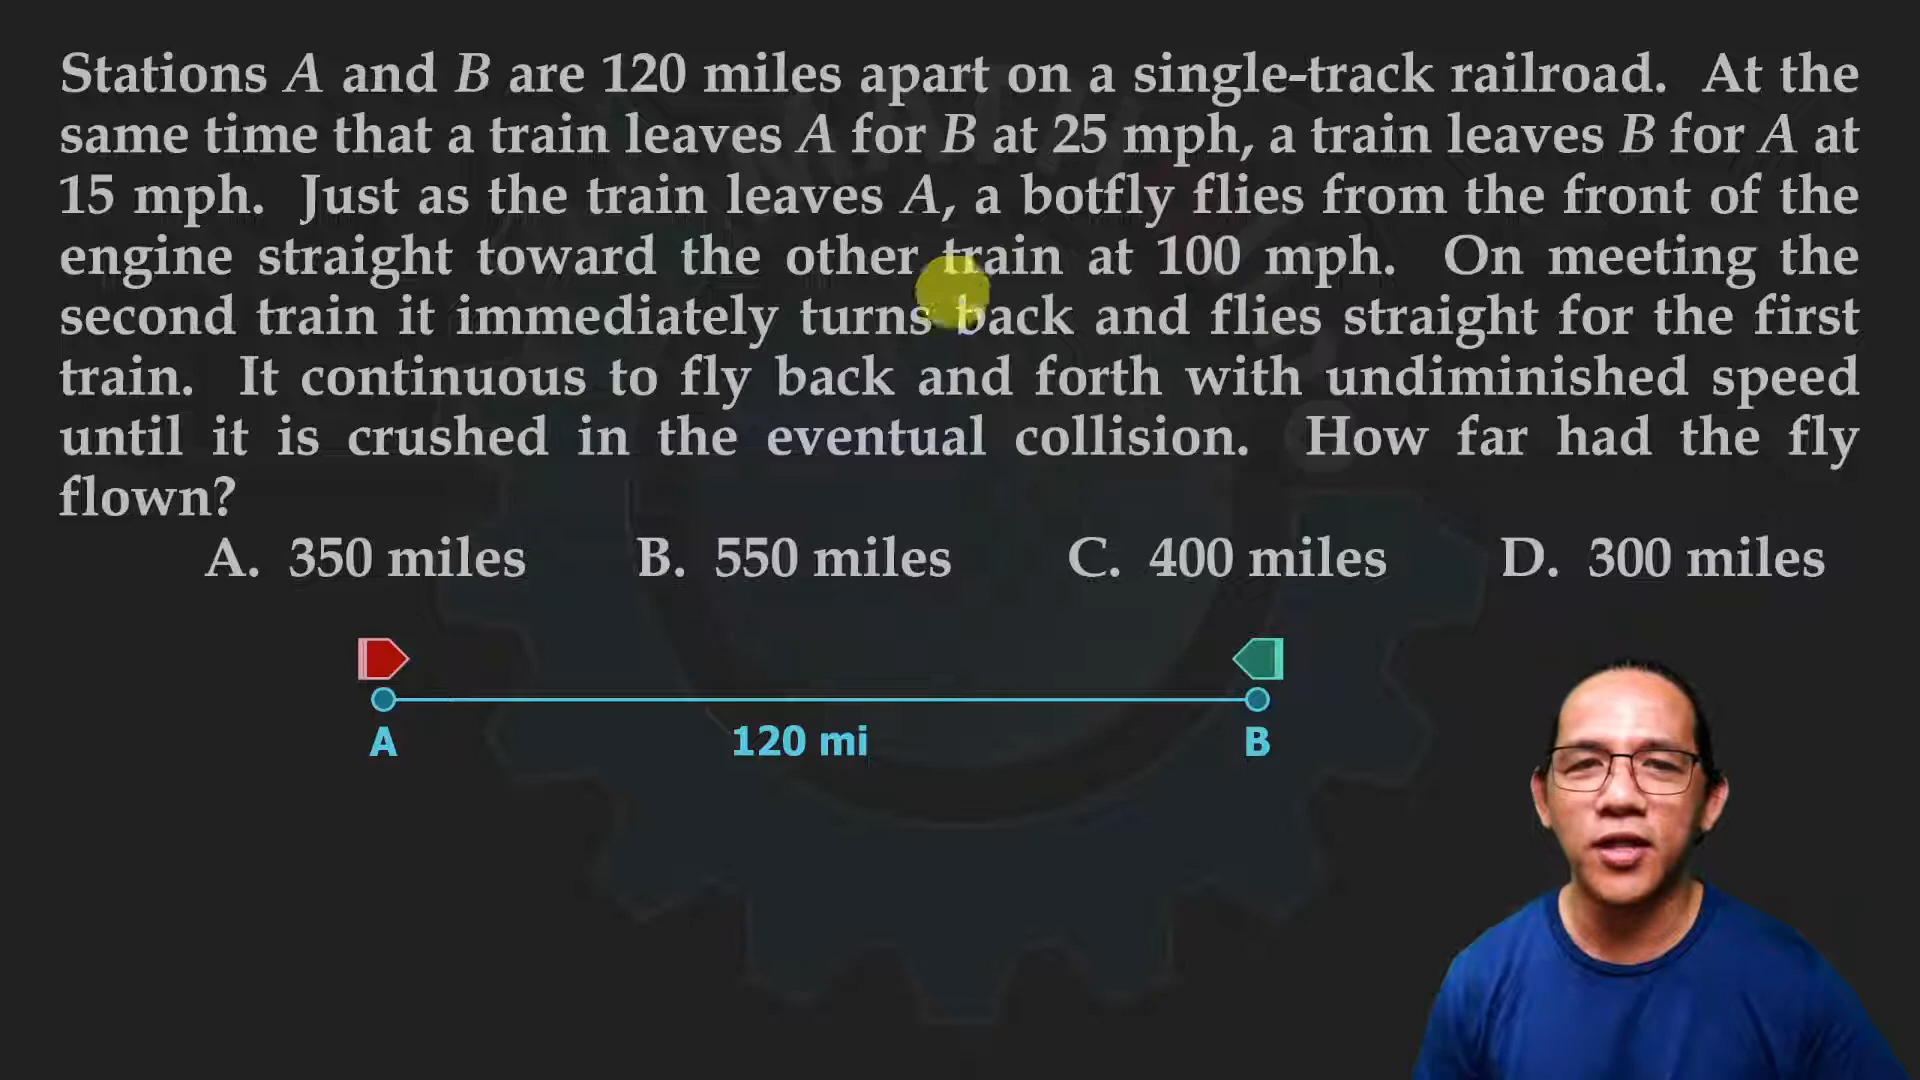 Stations A and B are 120 miles apart on a single-track railroad. At the
same time that a train leaves A for B at 25 mph, a train leaves B for A at
15 mph. Just as the train leaves A, a botfly flies from the front of the
engine straight toward the other train at 100 mph. On meeting the
second train it immediately turns back and flies straight for the first
train. It continuous to fly back and forth with undiminished speed
until it is crushed in the eventual collision. How far had the fly
flown?
A. 350 miles B. 550 miles C. 400 miles D. 300 miles
A 120 mi B